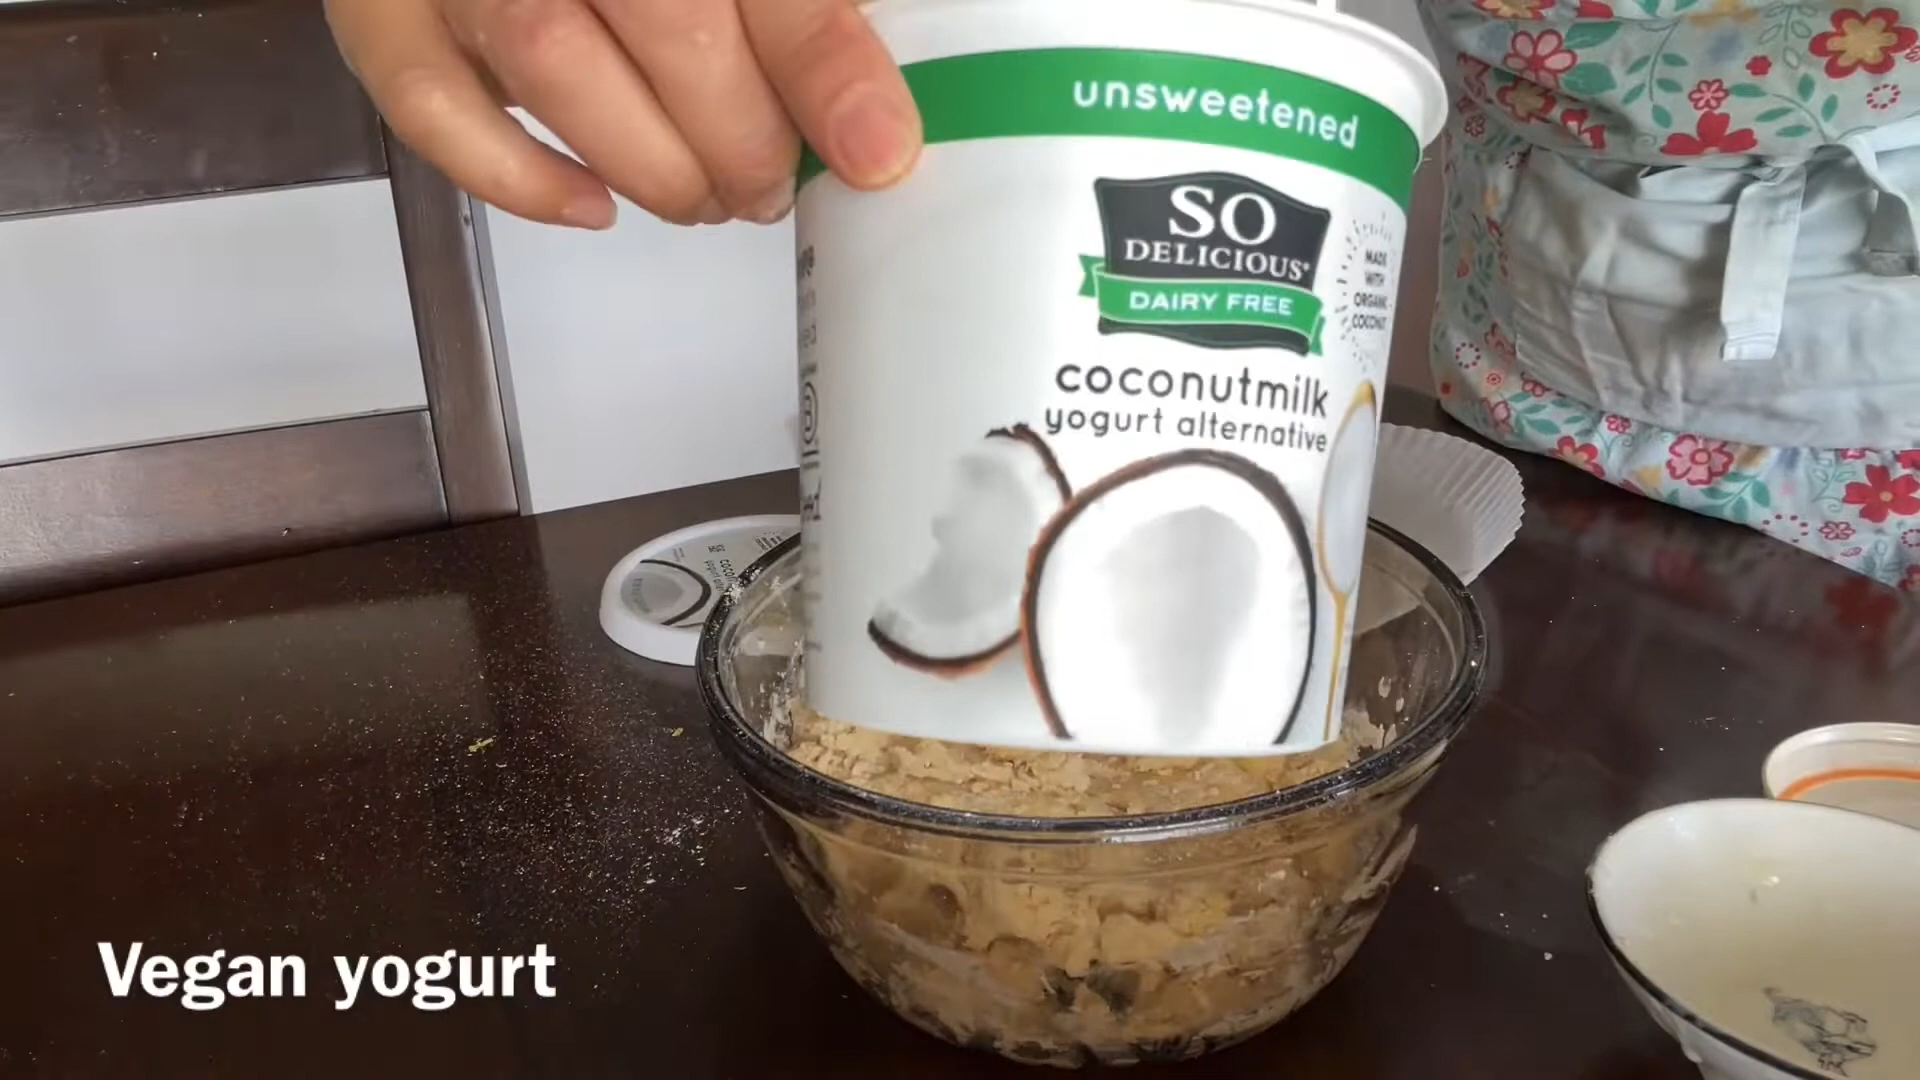 unsweetened
SO
DELICIOUS
DAIRY FREE
MADE
WITH
ORGANIC
COCONUT
coconutmilk
yogurt alternative
Vegan yogurt